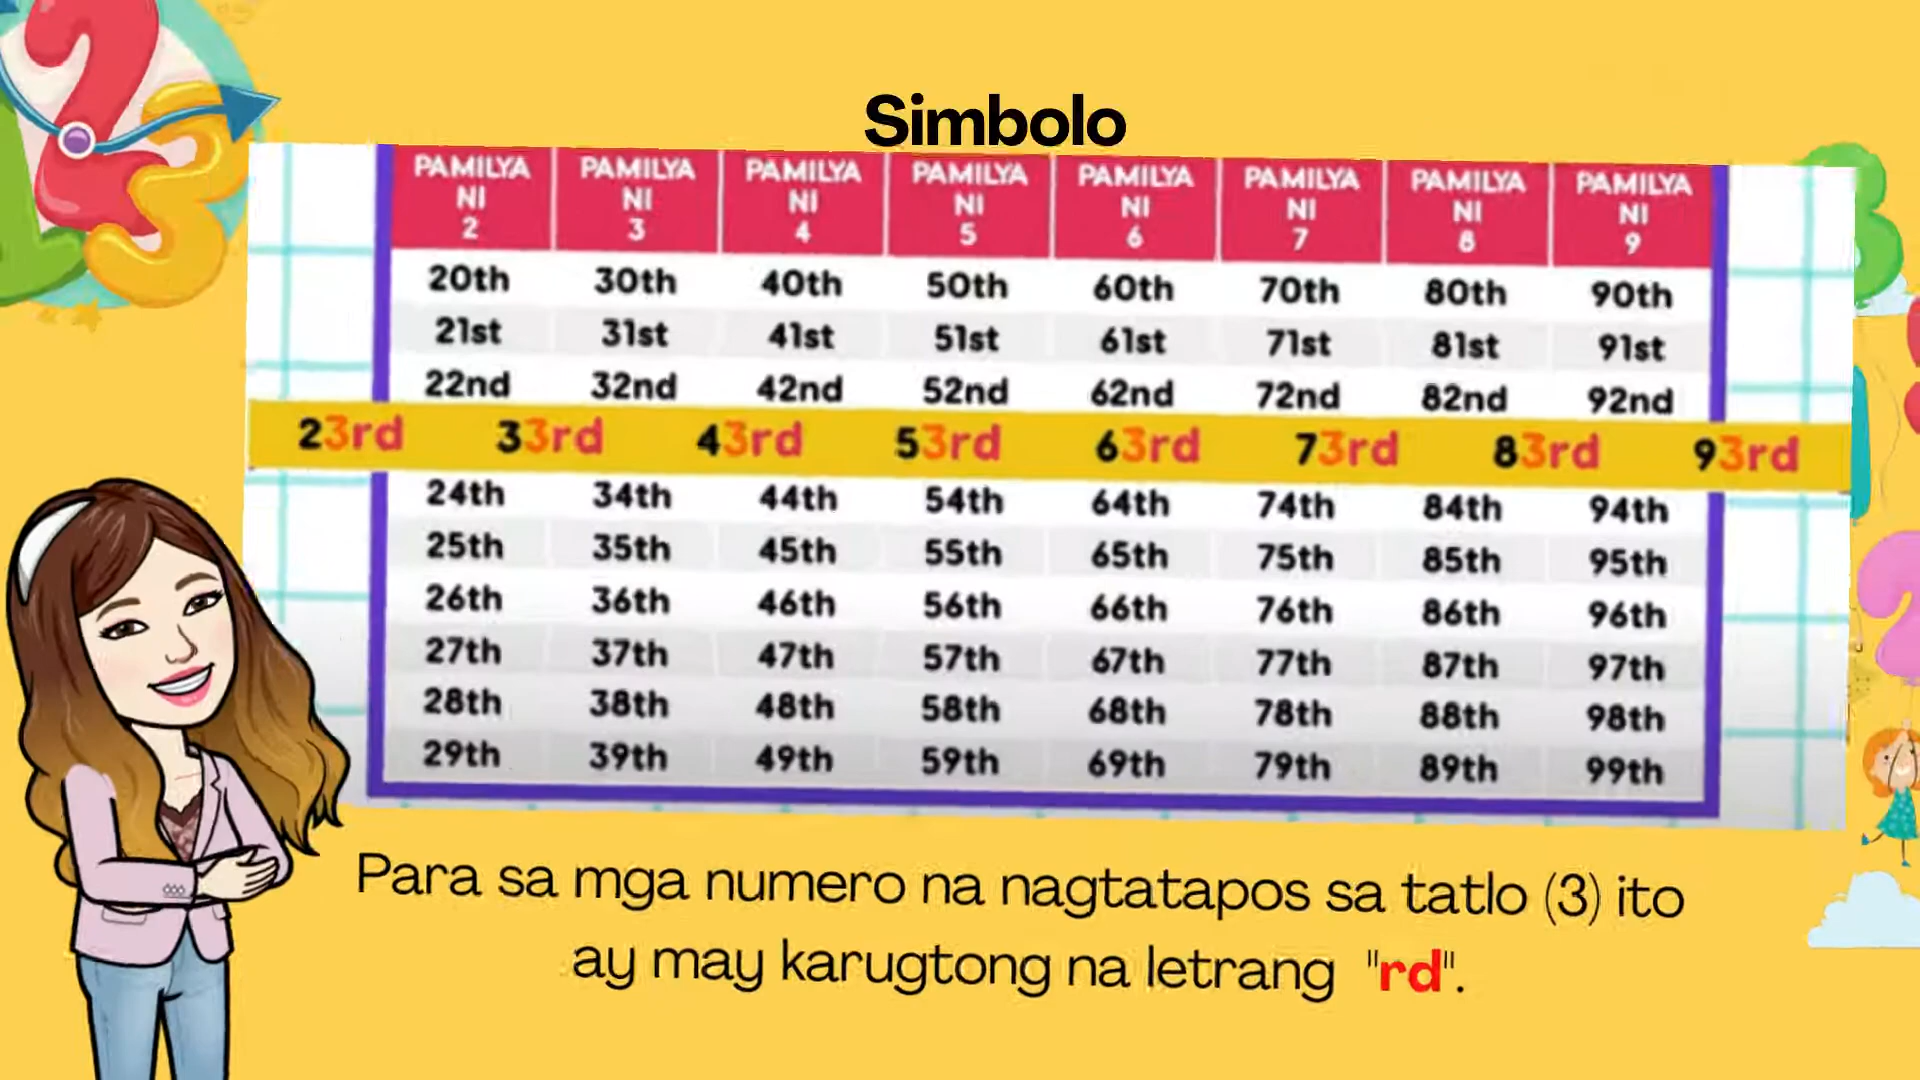 Simbolo
PAMILYA NI 2 PAMILYA NI 3 PAMILYA NI 4 PAMILYA NI 5 PAMILYA NI 6 PAMILYA NI 7 PAMILYA NI 8 PAMILYA NI 9
20th 30th 40th 50th 60th 70th 80th 90th
21st 31st 41st 51st 61st 71st 81st 91st
22nd 32nd 42nd 52nd 62nd 72nd 82nd 92nd
23rd 33rd 43rd 53rd 63rd 73rd 83rd 93rd
24th 34th 44th 54th 64th 74th 84th 94th
25th 35th 45th 55th 65th 75th 85th 95th
26th 36th 46th 56th 66th 76th 86th 96th
27th 37th 47th 57th 67th 77th 87th 97th
28th 38th 48th 58th 68th 78th 88th 98th
29th 39th 49th 59th 69th 79th 89th 99th
Para sa mga numero na nagtatapos sa tatlo (3) ito
ay may karugtong na letrang "rd".